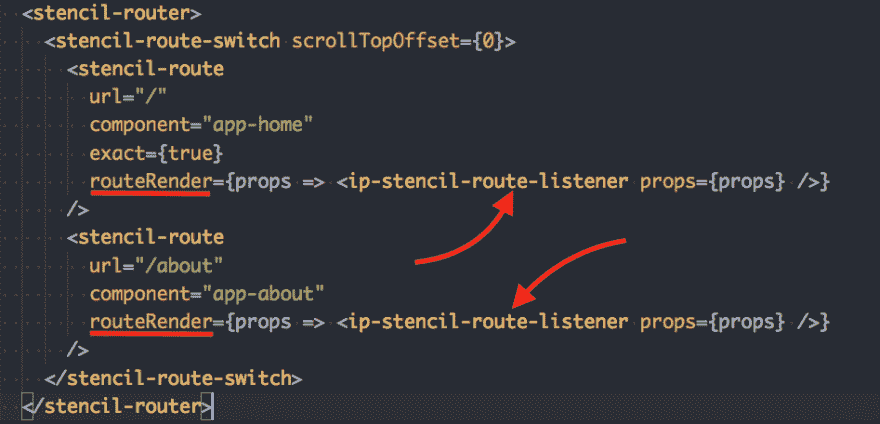 <stencil-router>
<stencil-route-switch scrollTopOffset={0}>
<stencil-route
url="/"
component="app-home"
exact={true}
routeRender={props => <ip-stencil-route-listener props={props} />}
/>
<stencil-route
url="/about"
component="app-about"
routeRender={props => <ip-stencil-route-listener props={props} />}
/>
</stencil-route-switch>
</stencil-router>